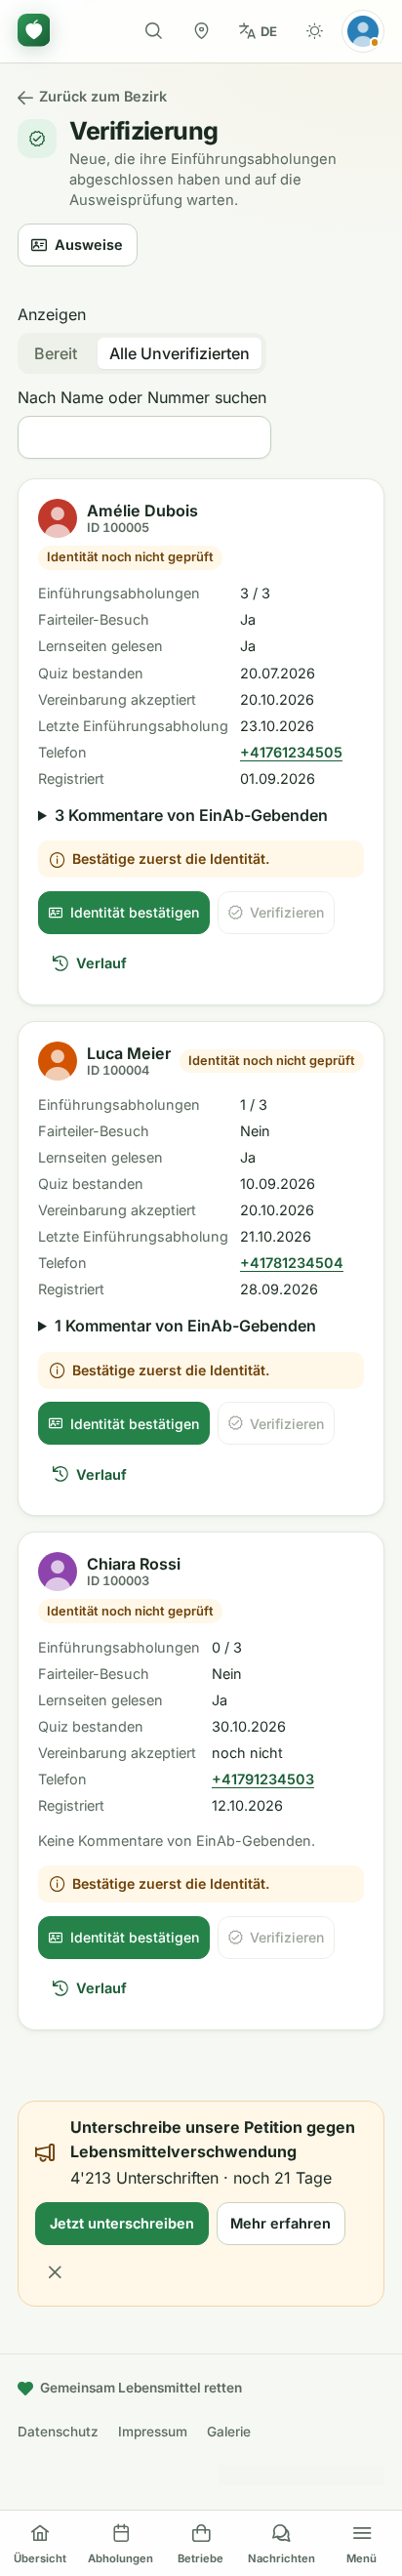 DE
Zurück zum Bezirk
Verifizierung
Neue, die ihre Einführungsabholungen
abgeschlossen haben und auf die
Ausweisprüfung warten.
Ausweise
Anzeigen
Bereit
Alle Unverifizierten
Nach Name oder Nummer suchen
Amélie Dubois
ID 100005
Identität noch nicht geprüft
Einführungsabholungen 3 / 3
Fairteiler-Besuch Ja
Lernseiten gelesen Ja
Quiz bestanden 20.07.2026
Vereinbarung akzeptiert 20.10.2026
Letzte Einführungsabholung 23.10.2026
Telefon +41761234505
Registriert 01.09.2026
3 Kommentare von EinAb-Gebenden
Bestätige zuerst die Identität.
Identität bestätigen Verifizieren
Verlauf
Luca Meier
ID 100004
Identität noch nicht geprüft
Einführungsabholungen 1 / 3
Fairteiler-Besuch Nein
Lernseiten gelesen Ja
Quiz bestanden 10.09.2026
Vereinbarung akzeptiert 20.10.2026
Letzte Einführungsabholung 21.10.2026
Telefon +41781234504
Registriert 28.09.2026
1 Kommentar von EinAb-Gebenden
Bestätige zuerst die Identität.
Identität bestätigen Verifizieren
Verlauf
Chiara Rossi
ID 100003
Identität noch nicht geprüft
Einführungsabholungen 0 / 3
Fairteiler-Besuch Nein
Lernseiten gelesen Ja
Quiz bestanden 30.10.2026
Vereinbarung akzeptiert noch nicht
Telefon +41791234503
Registriert 12.10.2026
Keine Kommentare von EinAb-Gebenden.
Bestätige zuerst die Identität.
Identität bestätigen Verifizieren
Verlauf
Unterschreibe unsere Petition gegen
Lebensmittelverschwendung
4'213 Unterschriften · noch 21 Tage
Jetzt unterschreiben Mehr erfahren
Gemeinsam Lebensmittel retten
Datenschutz Impressum Galerie
Übersicht Abholungen Betriebe Nachrichten Menü